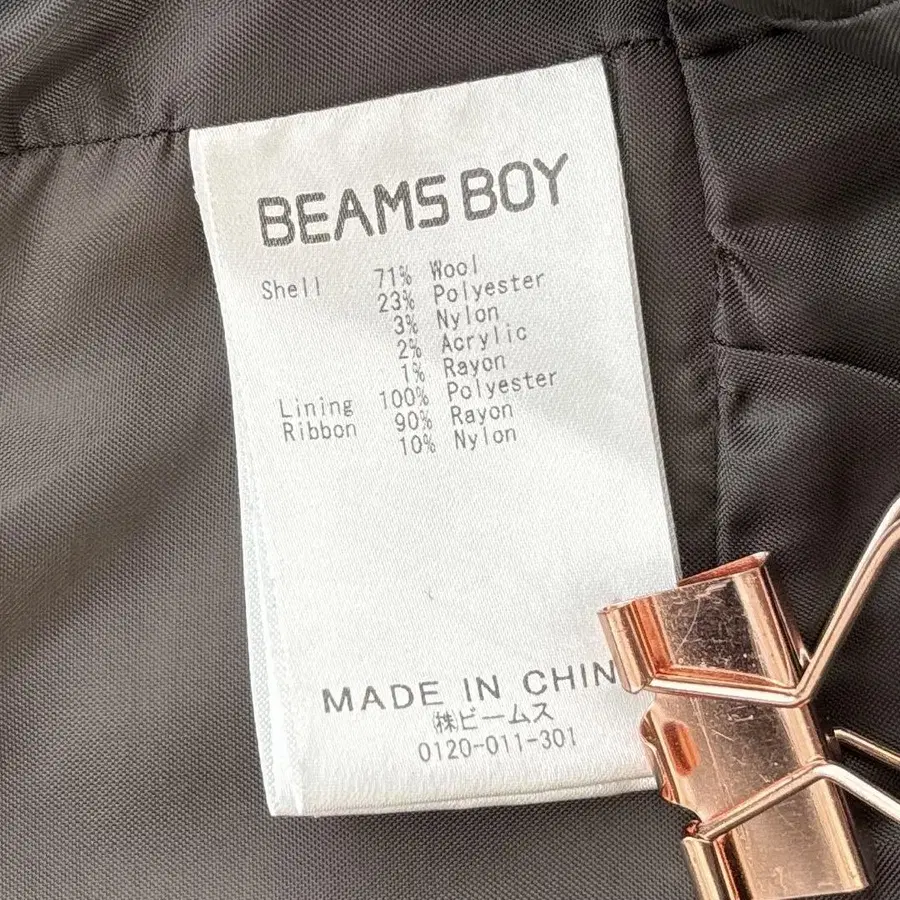 BEAMS BOY
Shell 71% Wool
23% Polyester
3% Nylon
2% Acrylic
1% Rayon
Lining 100% Polyester
Ribbon 90% Rayon
10% Nylon
MADE IN CHIN
㈱ビームス
0120-011-301